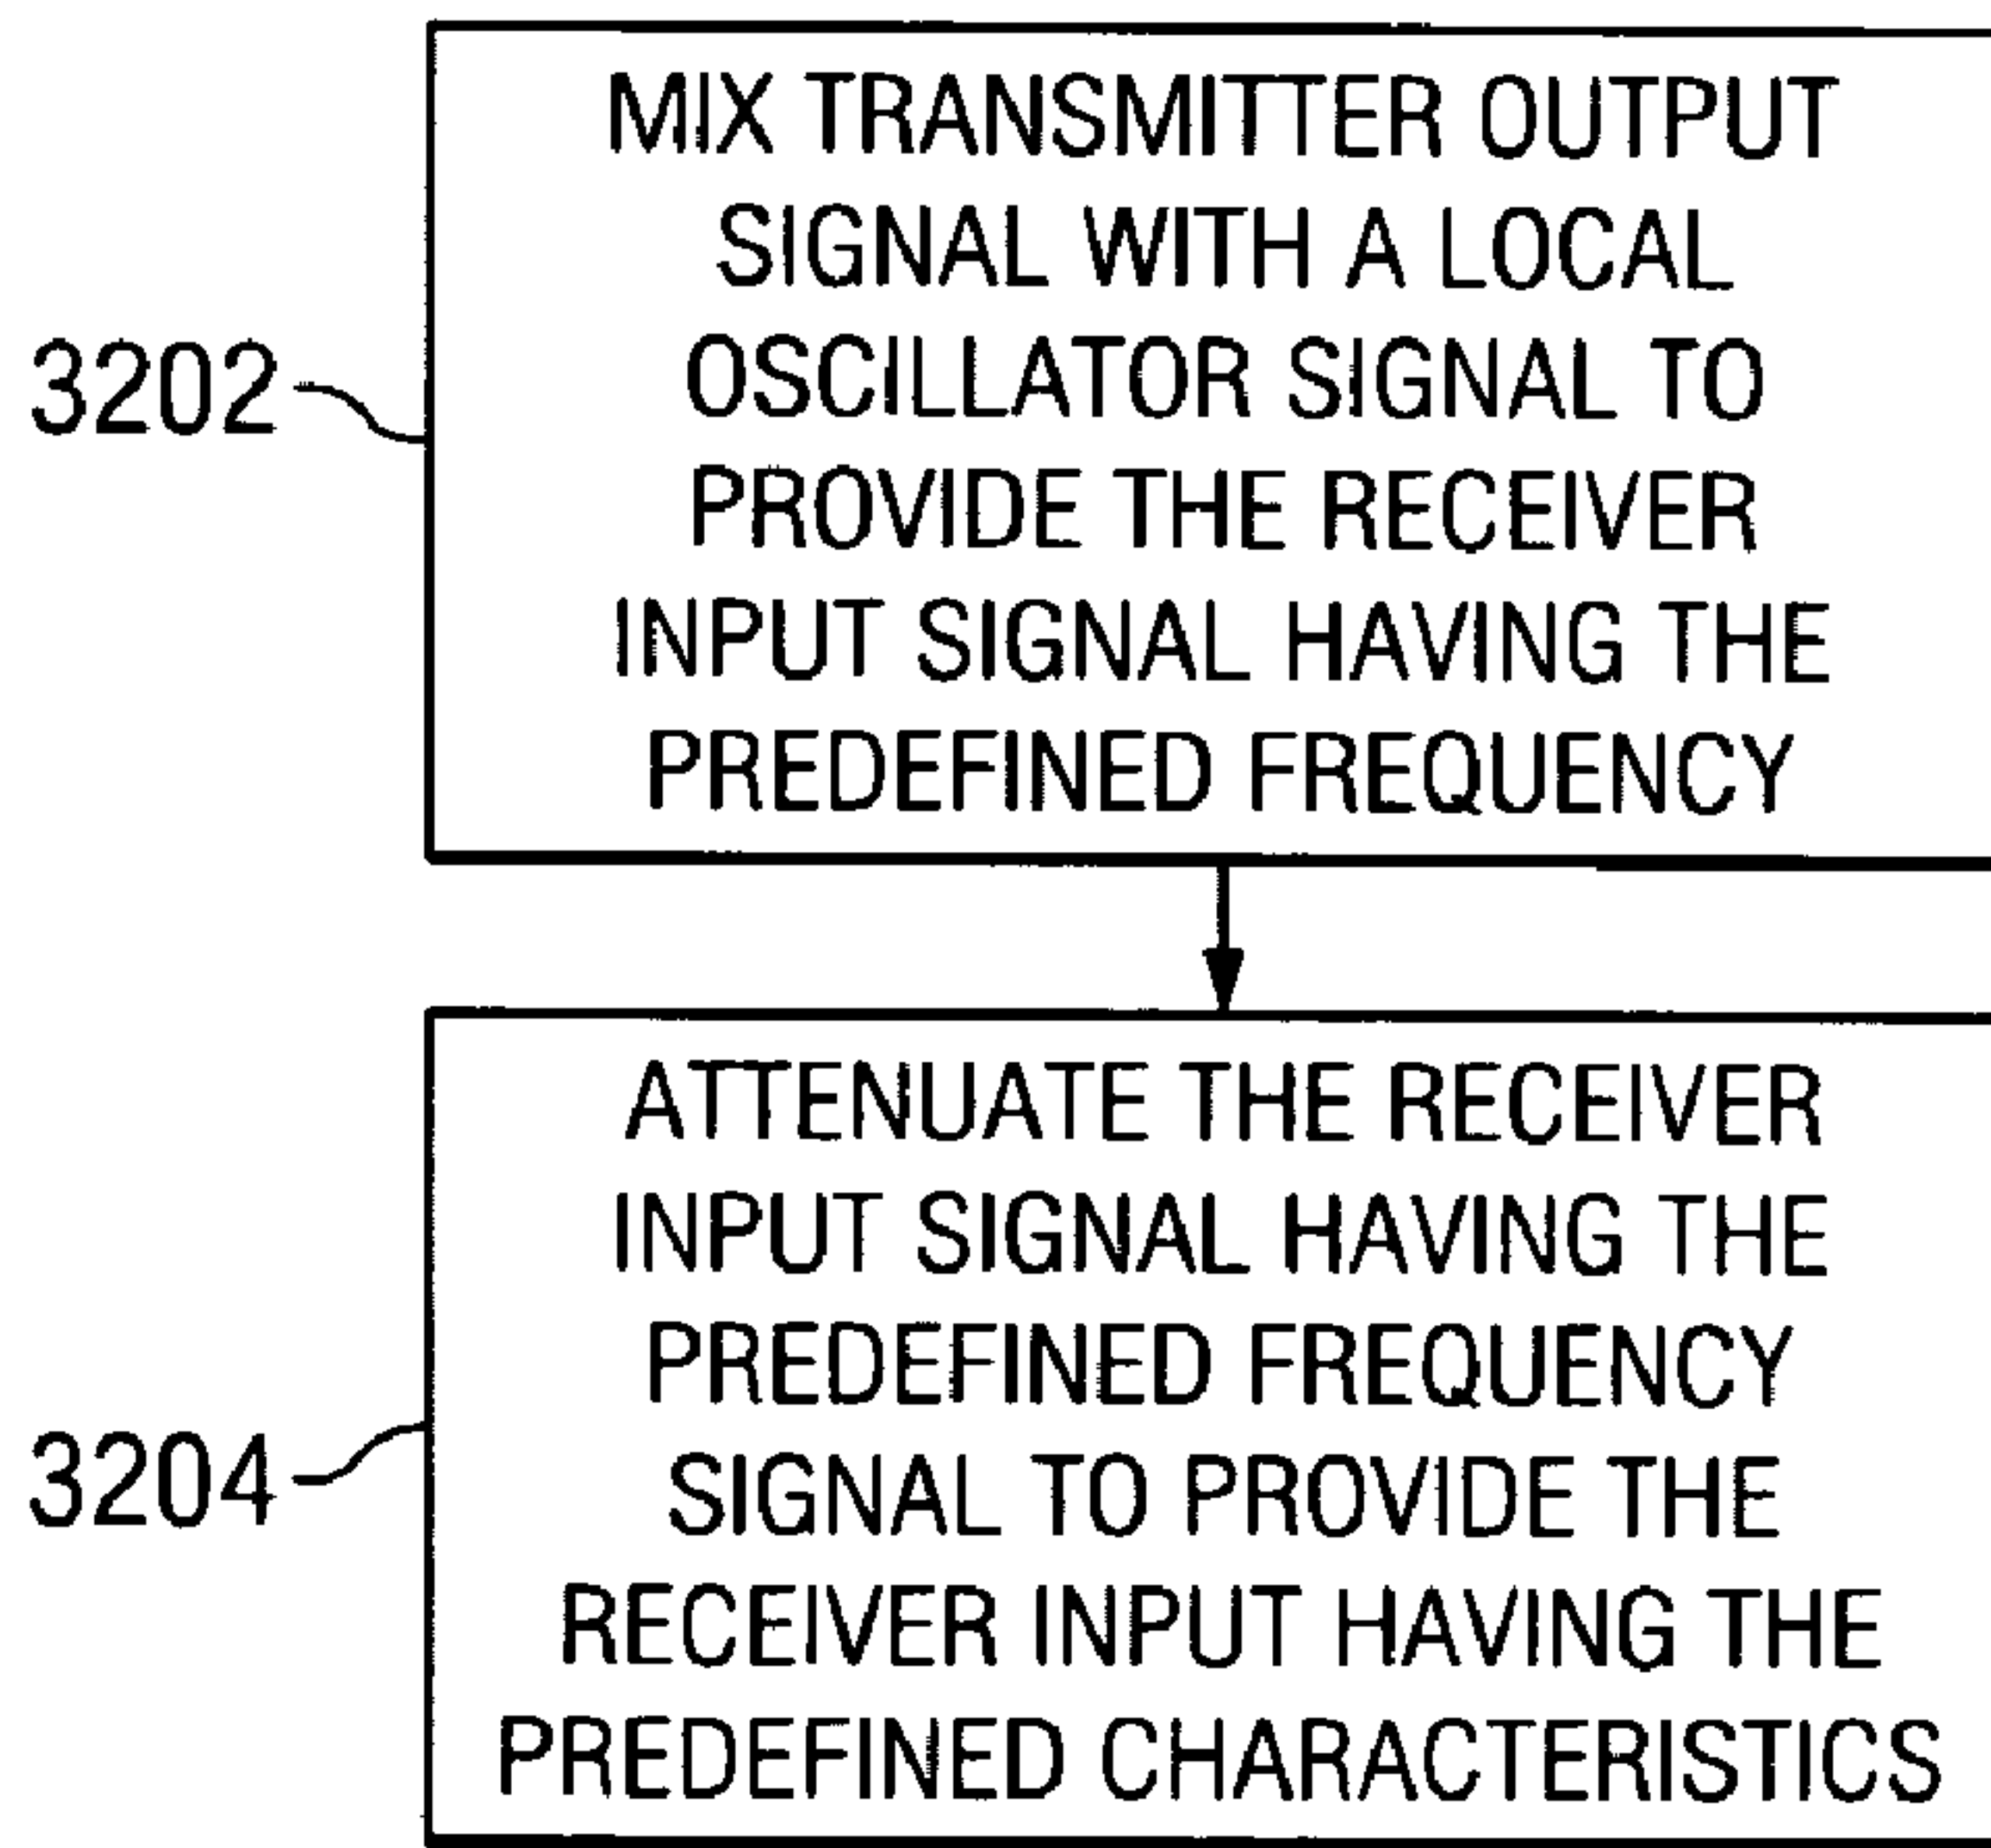 MIX TRANSMITTER OUTPUT
SIGNAL WITH A LOCAL
OSCILLATOR SIGNAL TO
PROVIDE THE RECEIVER
INPUT SIGNAL HAVING THE
PREDEFINED FREQUENCY
3202
ATTENUATE THE RECEIVER
INPUT SIGNAL HAVING THE
PREDEFINED FREQUENCY
SIGNAL TO PROVIDE THE
RECEIVER INPUT HAVING THE
PREDEFINED CHARACTERISTICS
3204